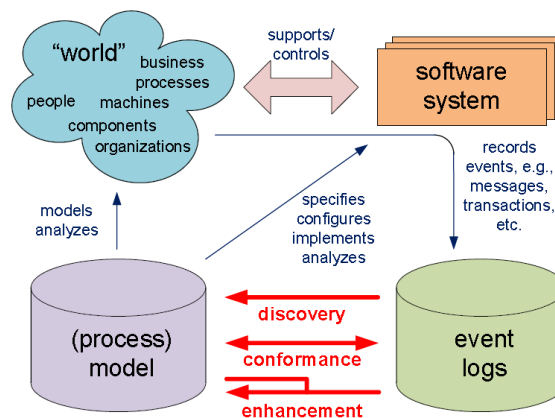 “world”
business
processes
people
machines
components
organizations
supports/
controls
software
system
records
events, e.g.,
messages,
transactions,
etc.
models
analyzes
specifies
configures
implements
analyzes
(process)
model
discovery
conformance
enhancement
event
logs